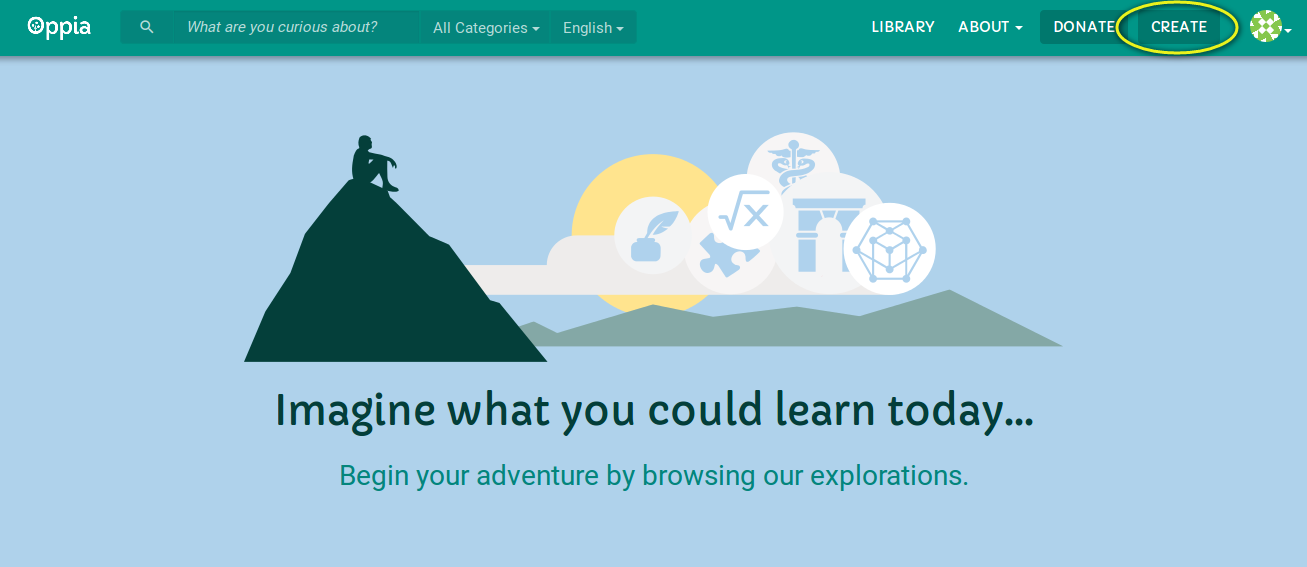 Oppia What are you curious about? All Categories English LIBRARY ABOUT DONATE CREATE
√x
Imagine what you could learn today...
Begin your adventure by browsing our explorations.